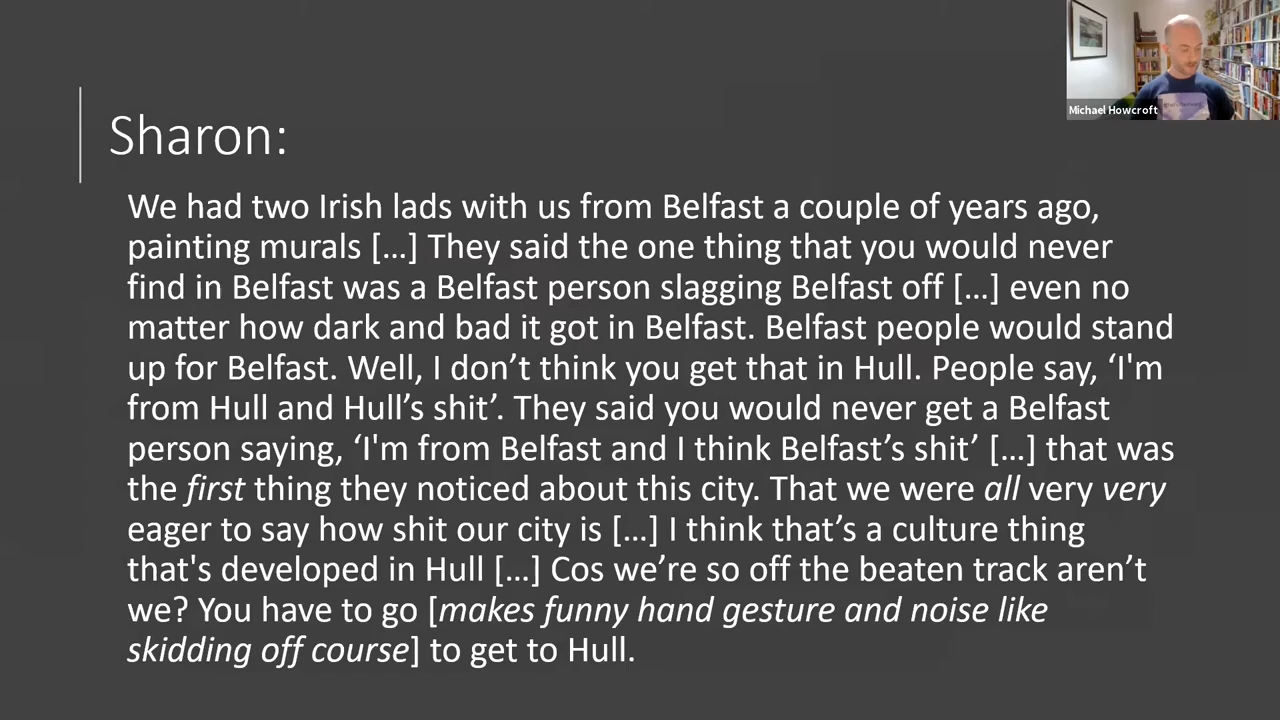 Michael Howcroft
Sharon:
We had two Irish lads with us from Belfast a couple of years ago,
painting murals […] They said the one thing that you would never
find in Belfast was a Belfast person slagging Belfast off […] even no
matter how dark and bad it got in Belfast. Belfast people would stand
up for Belfast. Well, I don’t think you get that in Hull. People say, ‘I'm
from Hull and Hull’s shit’. They said you would never get a Belfast
person saying, ‘I'm from Belfast and I think Belfast’s shit’ […] that was
the first thing they noticed about this city. That we were all very very
eager to say how shit our city is […] I think that’s a culture thing
that's developed in Hull […] Cos we’re so off the beaten track aren’t
we? You have to go [makes funny hand gesture and noise like
skidding off course] to get to Hull.